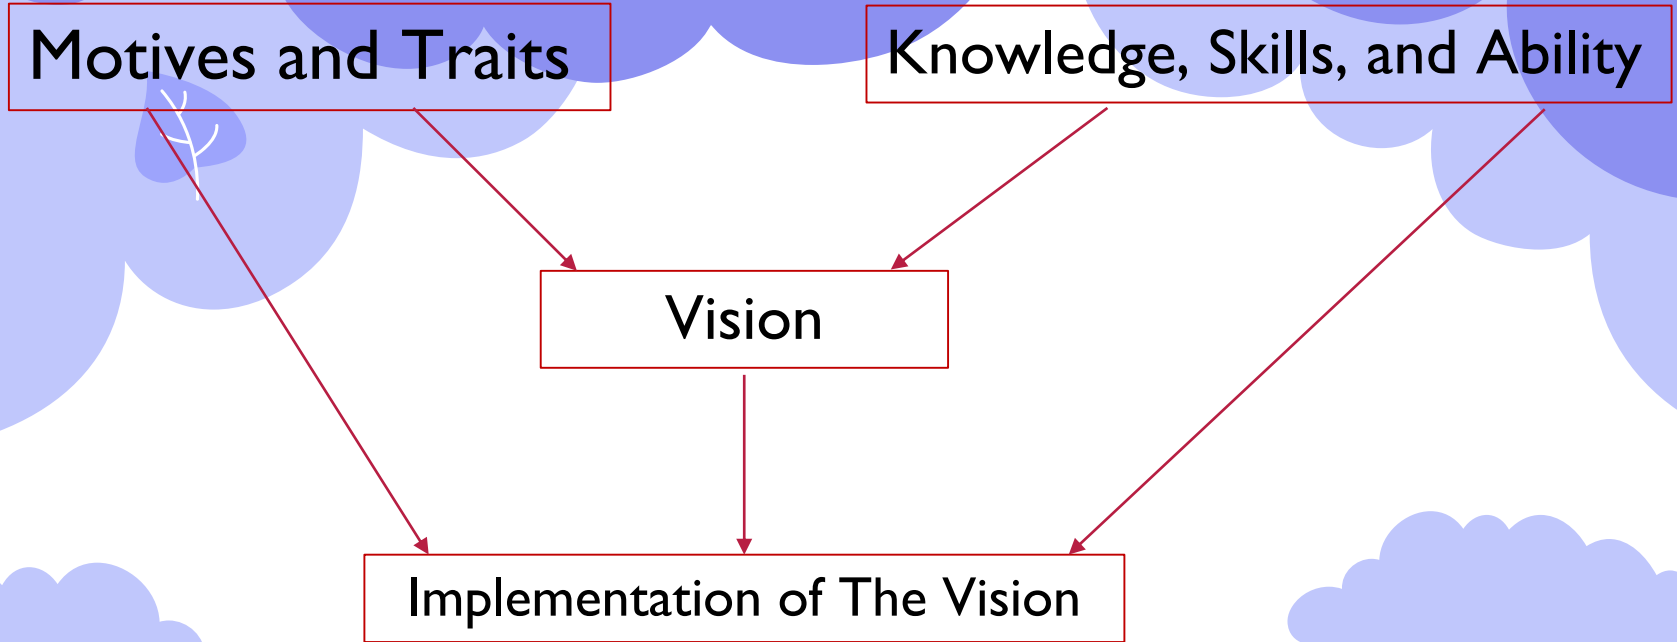 Motives and Traits
Knowledge, Skills, and Ability
Vision
Implementation of The Vision